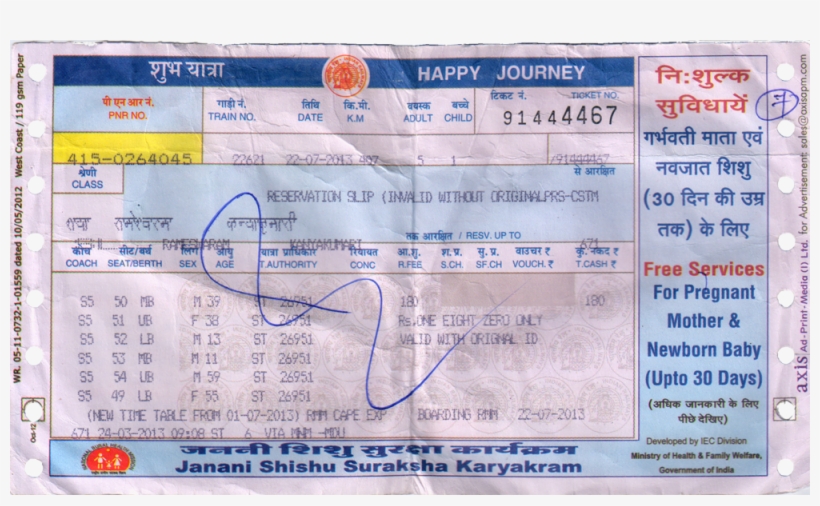 शुभ यात्रा HAPPY JOURNEY
पी एन आर नं. गाड़ी नं. तिथि कि.मी. वयस्क बच्चे टिकट नं. TICKET NO.
PNR NO. TRAIN NO. DATE K.M ADULT CHILD 91444467
415-0264045 22621 22-07-2013 5 1 /91444467
श्रेणी से आरक्षित
CLASS
RESERVATION SLIP (INVALID WITHOUT ORIGINALPRS-CSTM
रामेश्वरम कन्याकुमारी
तक आरक्षित / RESV. UP TO
RAMESWARAM KANYAKUMARI 671
कोच सीट/बर्थ लिंग आयु यात्रा प्राधिकार रियायत आ.शु. श.प्र. सु.प्र. वाउचर ₹ कु. नकद ₹
COACH SEAT/BERTH SEX AGE T.AUTHORITY CONC R.FEE S.CH. SF.CH VOUCH.₹ T.CASH ₹
S5 50 MB M 39 ST 26951 180 180
S5 51 UB F 38 ST 26951 Rs.ONE EIGHT ZERO ONLY
S5 52 LB M 13 ST 26951 VALID WITH ORIGNAL ID
S5 53 MB M 11 ST 26951
S5 54 UB M 59 ST 26951
S5 49 LB F 55 ST 26951
(NEW TIME TABLE FROM 01-07-2013) RMM CAPE EXP BOARDING RMM 22-07-2013
671 24-03-2013 09:08 ST 6 VIA MNM -MDU
जननी शिशु सुरक्षा कार्यक्रम
Janani Shishu Suraksha Karyakram
नि:शुल्क
सुविधायें
गर्भवती माता एवं
नवजात शिशु
(30 दिन की उम्र
तक) के लिए
Free Services
For Pregnant
Mother &
Newborn Baby
(Upto 30 Days)
(अधिक जानकारी के लिए
पीछे देखिए)
Developed by IEC Division
Ministry of Health & Family Welfare,
Government of India
WR. 05-11-0732-1-01559 dated 10/05/2012 West Coast / 119 gsm Paper
Oct-12
axis Ad-Print-Media (I) Ltd. for Advertisement sales@axisapm.com